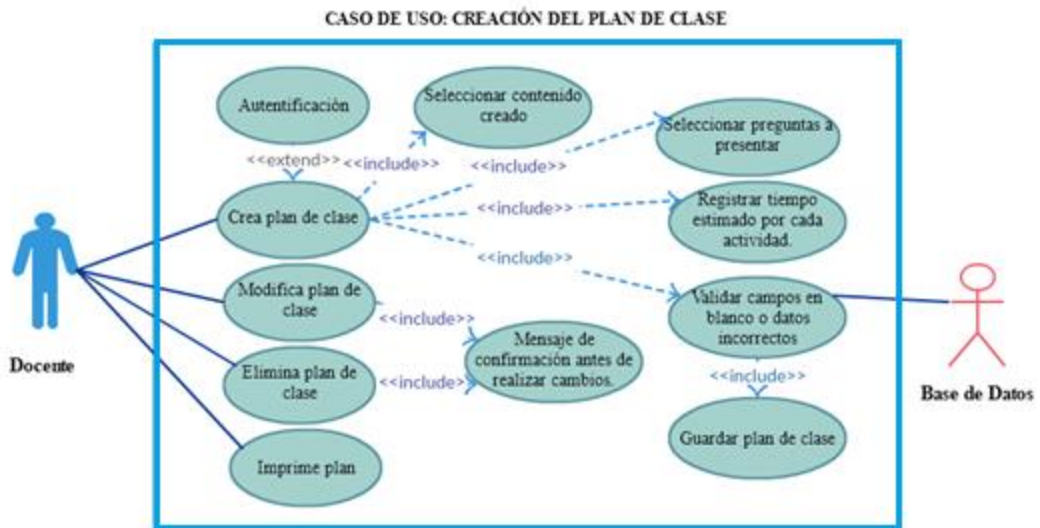 CASO DE USO: CREACIÓN DEL PLAN DE CLASE
Autentificación
Seleccionar contenido
creado
Seleccionar preguntas a
presentar
<<extend>>
<<include>>
<<include>>
Crea plan de clase
<<include>>
Registrar tiempo
estimado por cada
actividad.
<<include>>
Modifica plan de
clase
<<include>>
Validar campos en
blanco o datos
incorrectos
Mensaje de
confirmación antes de
realizar cambios.
Docente
Elimina plan de
clase
<<include>>
<<include>>
Base de Datos
Imprime plan
Guardar plan de clase